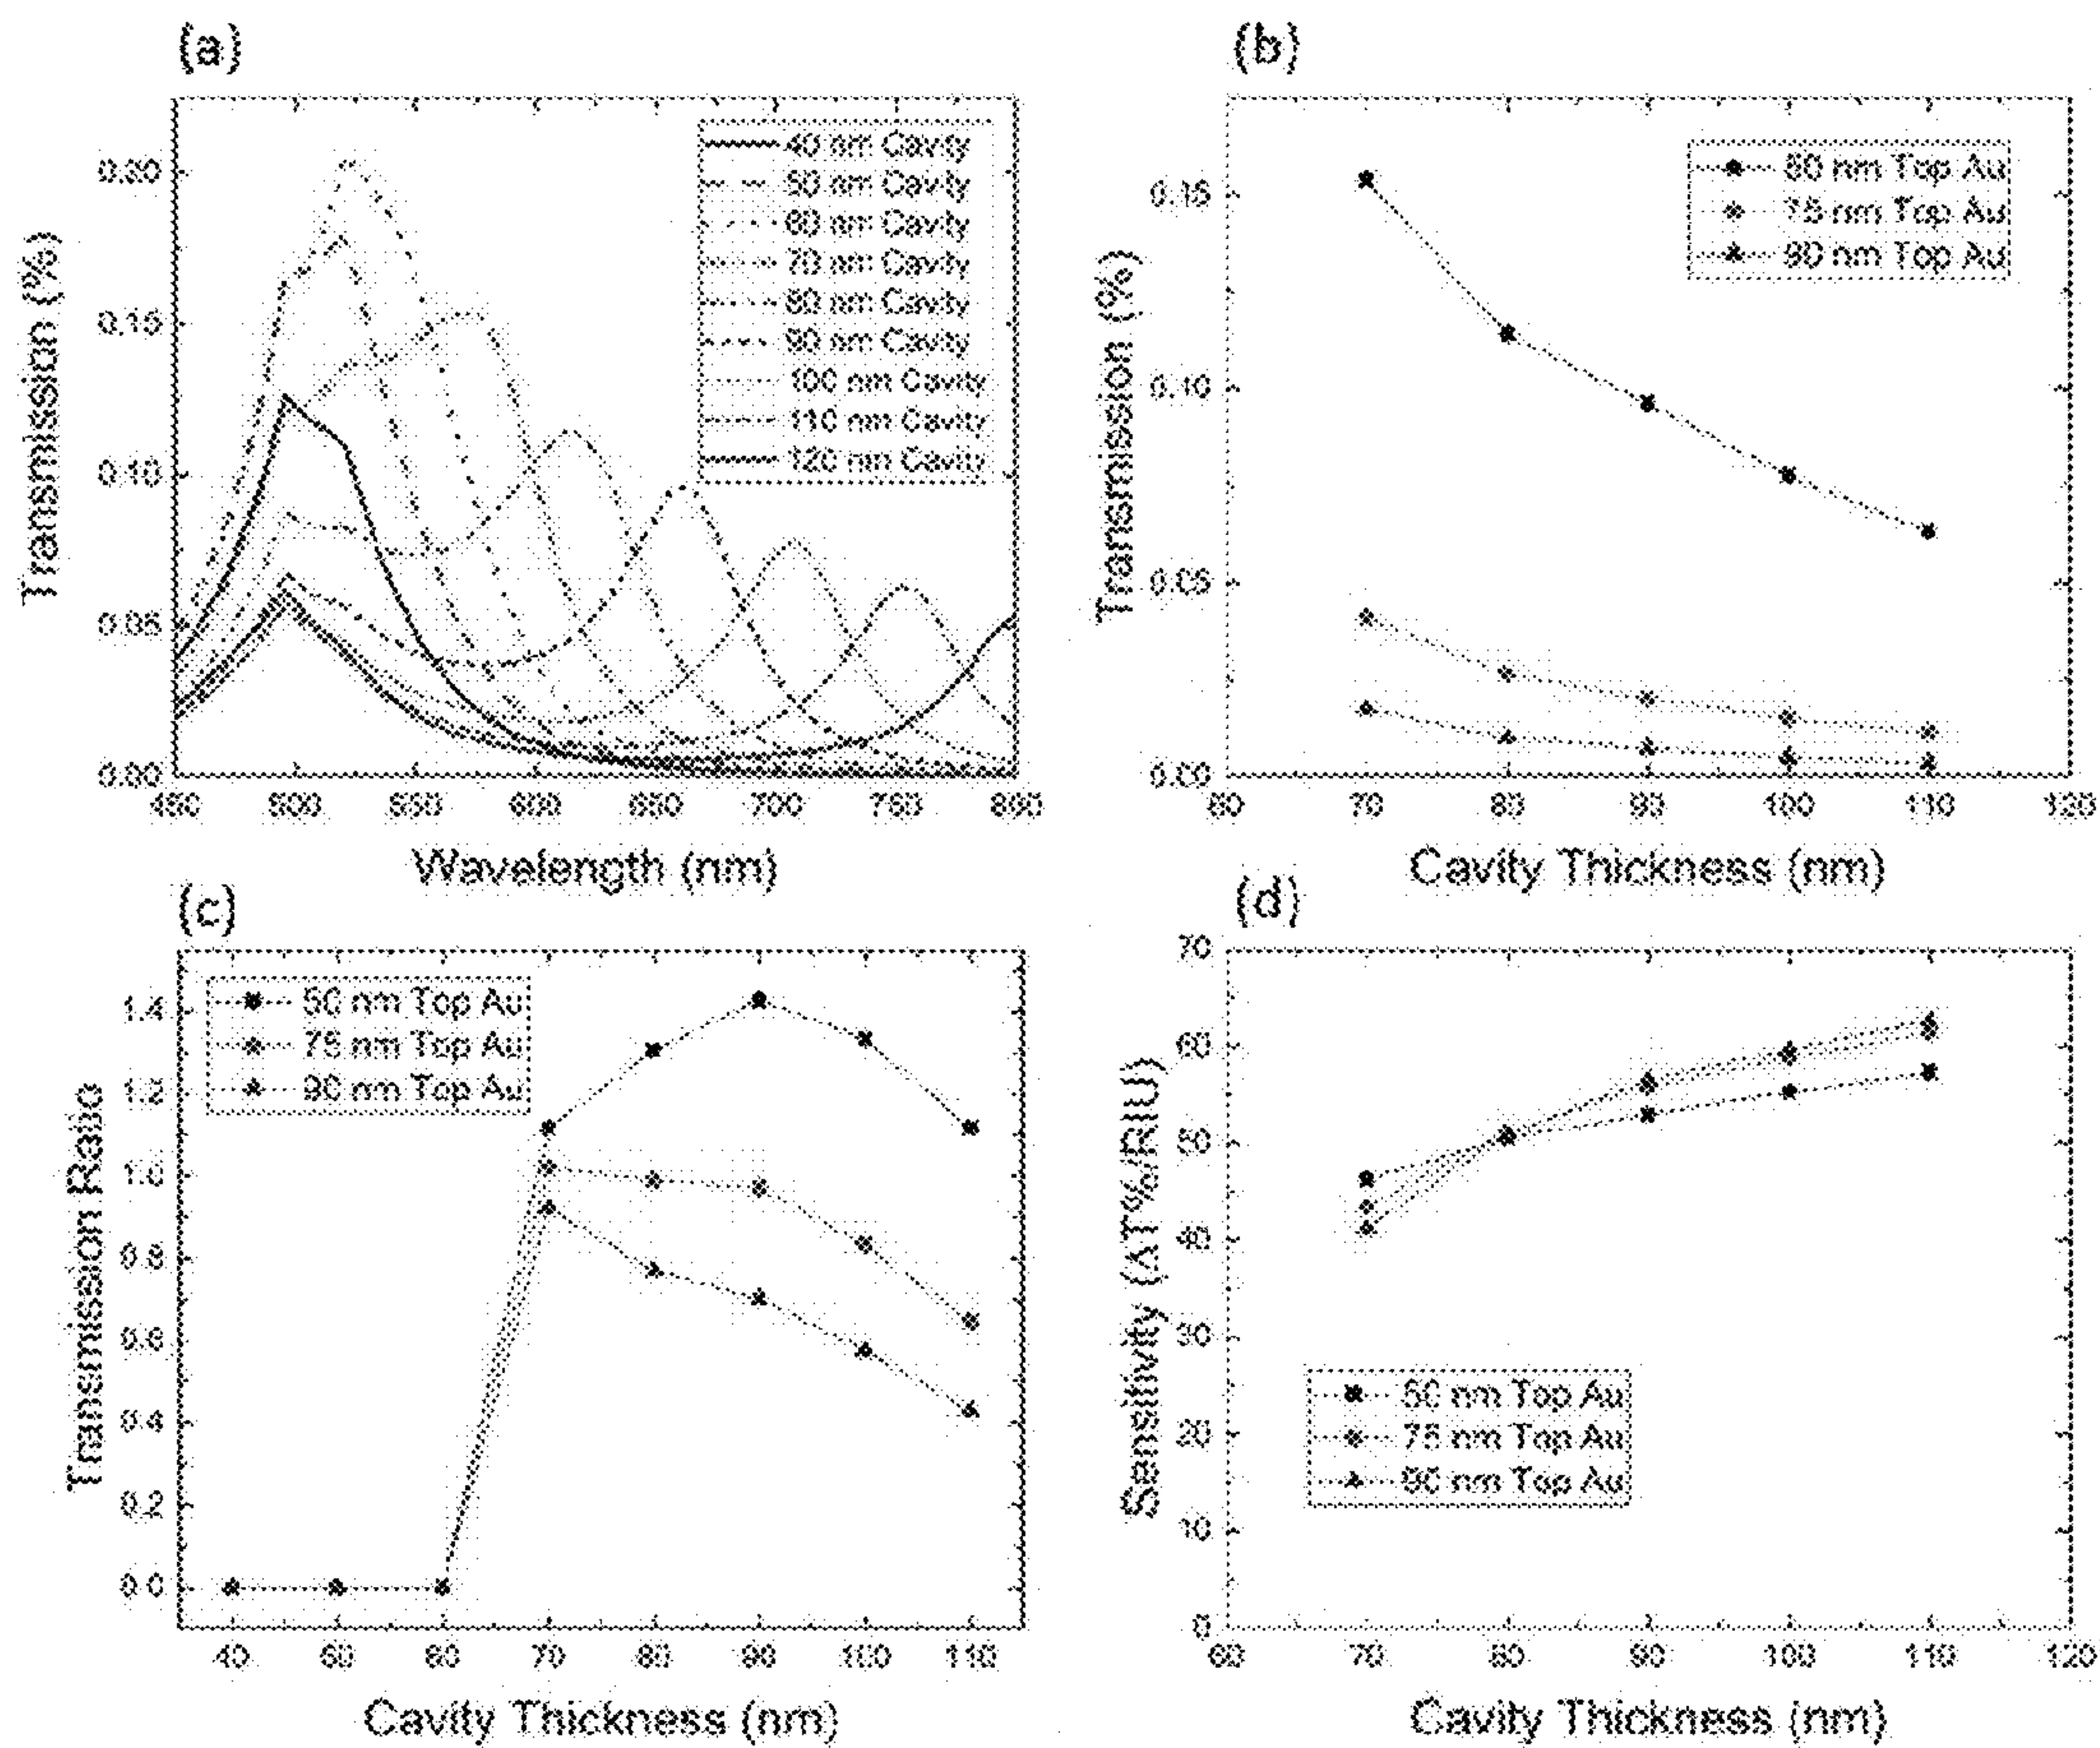 (a)
Transmission (%)
0.20
0.15
0.10
0.05
0.00
450 500 550 600 650 700 750 800
Wavelength (nm)
40 nm Cavity
50 nm Cavity
60 nm Cavity
70 nm Cavity
80 nm Cavity
90 nm Cavity
100 nm Cavity
110 nm Cavity
120 nm Cavity
(b)
Transmission (%)
0.15
0.10
0.05
0.00
60 70 80 90 100 110 120
Cavity Thickness (nm)
50 nm Top Au
75 nm Top Au
90 nm Top Au
(c)
Transmission Ratio
1.4
1.2
1.0
0.8
0.6
0.4
0.2
0.0
40 50 60 70 80 90 100 110
Cavity Thickness (nm)
50 nm Top Au
75 nm Top Au
90 nm Top Au
(d)
Sensitivity (ΔT%/RIU)
70
60
50
40
30
20
10
0
60 70 80 90 100 110 120
Cavity Thickness (nm)
50 nm Top Au
75 nm Top Au
90 nm Top Au